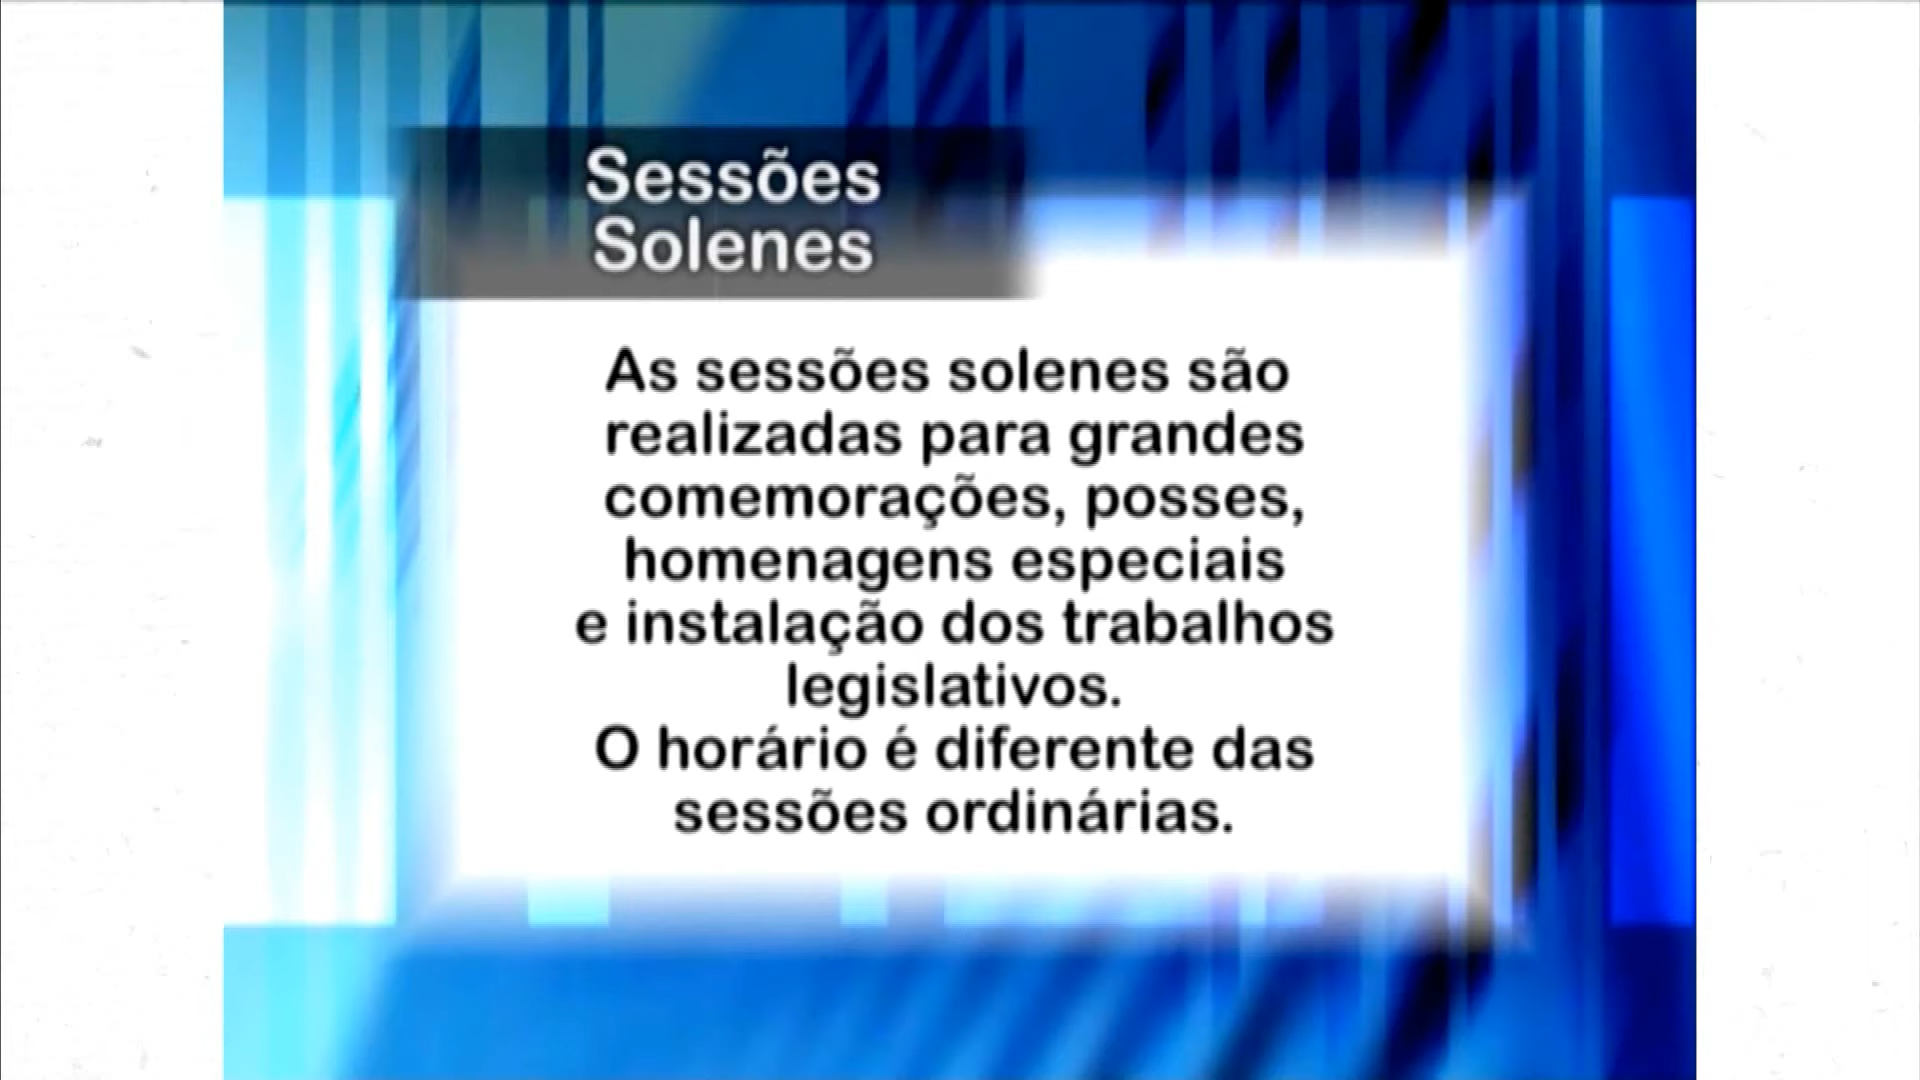 Sessões
Solenes
As sessões solenes são
realizadas para grandes
comemorações, posses,
homenagens especiais
e instalação dos trabalhos
legislativos.
O horário é diferente das
sessões ordinárias.